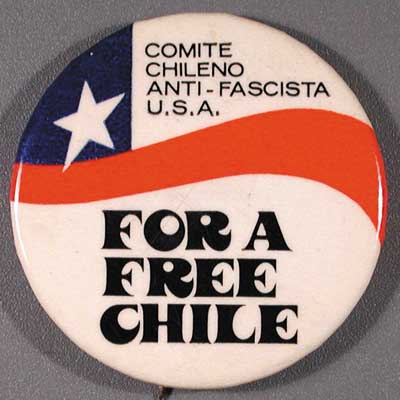 COMITE
CHILENO
ANTI-FASCISTA
U.S.A.
FOR A
FREE
CHILE